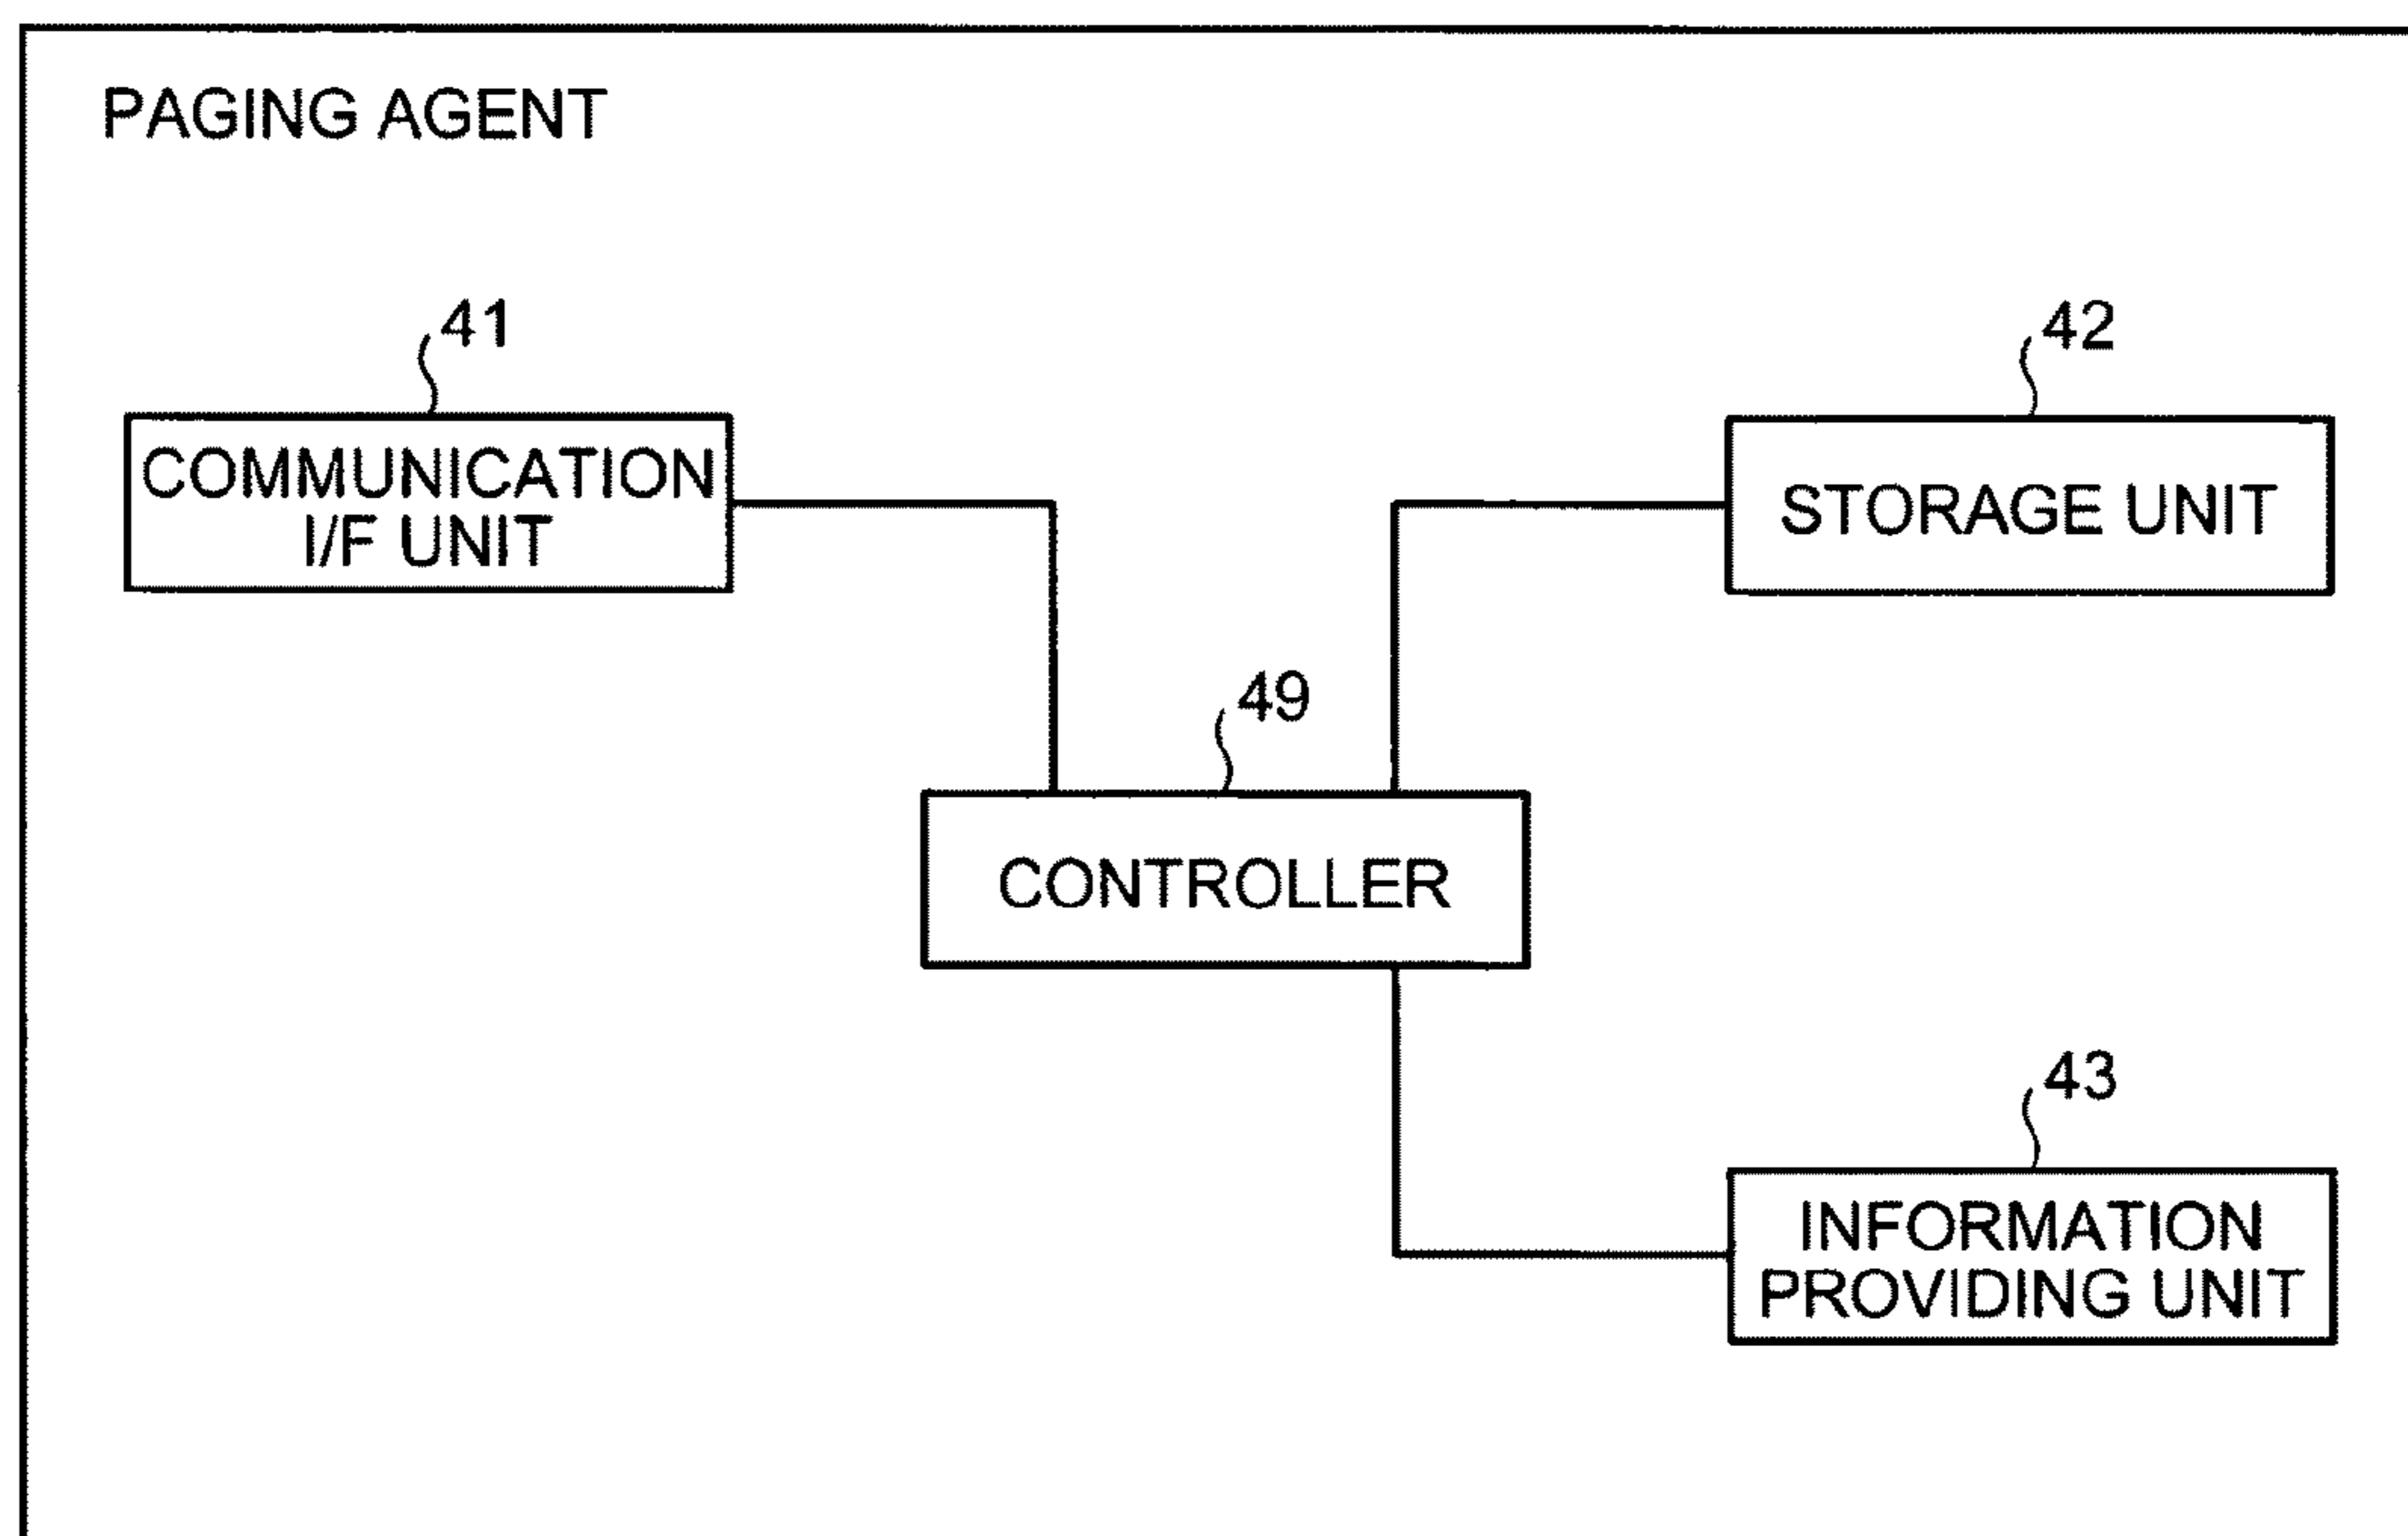 PAGING AGENT
41
COMMUNICATION
I/F UNIT
42
STORAGE UNIT
49
CONTROLLER
43
INFORMATION
PROVIDING UNIT